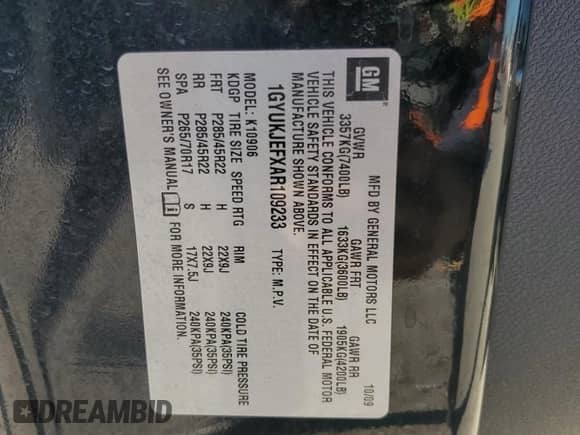 GM
MFD BY GENERAL MOTORS LLC 10/09
GVWR GAWR FRT GAWR RR
3357KG(7400LB) 1633KG(3600LB) 1905KG(4200LB)
THIS VEHICLE CONFORMS TO ALL APPLICABLE U.S. FEDERAL MOTOR
VEHICLE SAFETY STANDARDS IN EFFECT ON THE DATE OF
MANUFACTURE SHOWN ABOVE.
1GYUKJEFXAR109233 TYPE: M.P.V.
MODEL: K10906
KDGP TIRE SIZE SPEED RTG RIM COLD TIRE PRESSURE
FRT P285/45R22 H 22X9J 240KPA(35PSI)
RR P285/45R22 H 22X9J 240KPA(35PSI)
SPA P265/70R17 S 17X7.5J 240KPA(35PSI)
SEE OWNER'S MANUAL FOR MORE INFORMATION.
DREAMBID